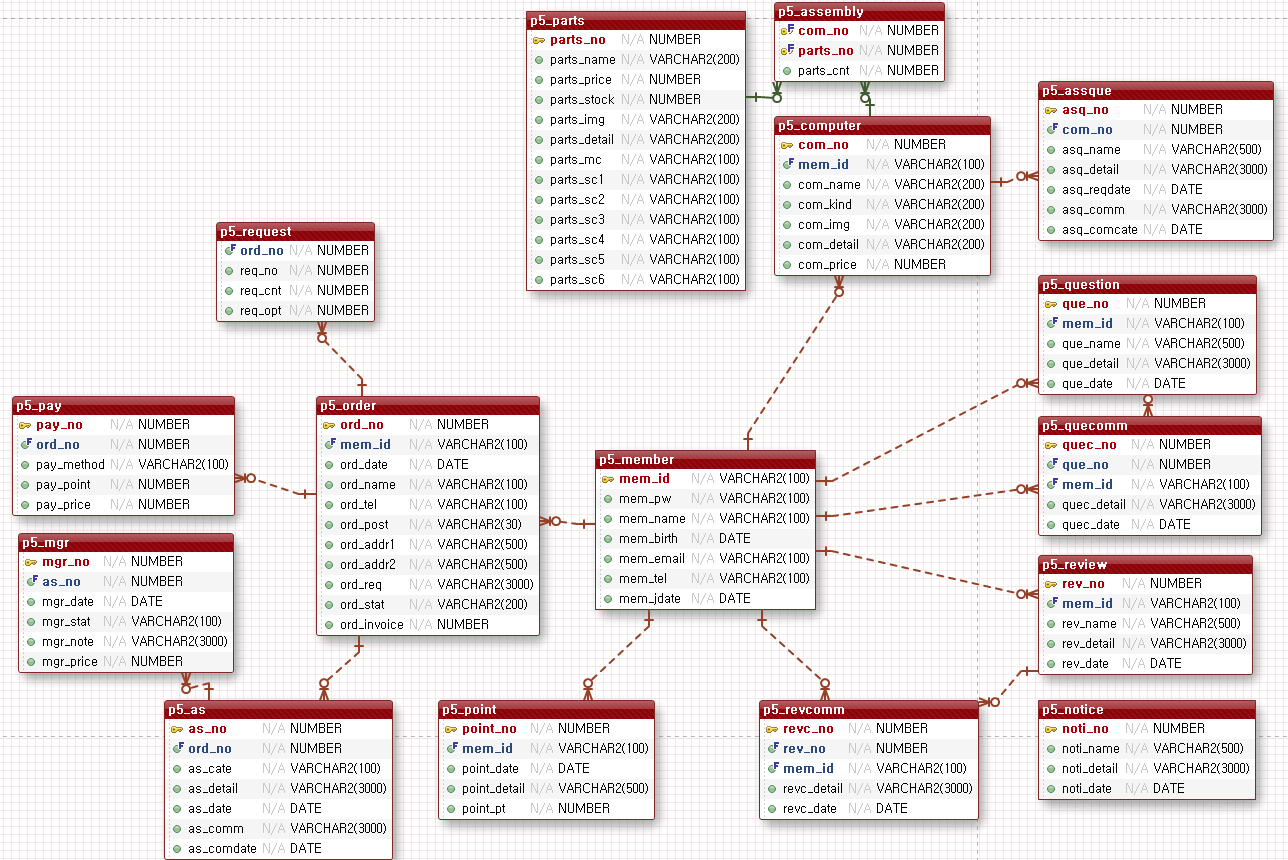 p5_parts
parts_no N/A NUMBER
parts_name N/A VARCHAR2(200)
parts_price N/A NUMBER
parts_stock N/A NUMBER
parts_img N/A VARCHAR2(200)
parts_detail N/A VARCHAR2(200)
parts_mc N/A VARCHAR2(100)
parts_sc1 N/A VARCHAR2(100)
parts_sc2 N/A VARCHAR2(100)
parts_sc3 N/A VARCHAR2(100)
parts_sc4 N/A VARCHAR2(100)
parts_sc5 N/A VARCHAR2(100)
parts_sc6 N/A VARCHAR2(100)
p5_assembly
com_no N/A NUMBER
parts_no N/A NUMBER
parts_cnt N/A NUMBER
p5_computer
com_no N/A NUMBER
mem_id N/A VARCHAR2(100)
com_name N/A VARCHAR2(200)
com_kind N/A VARCHAR2(200)
com_img N/A VARCHAR2(200)
com_detail N/A VARCHAR2(200)
com_price N/A NUMBER
p5_assque
asq_no N/A NUMBER
com_no N/A NUMBER
asq_name N/A VARCHAR2(500)
asq_detail N/A VARCHAR2(3000)
asq_reqdate N/A DATE
asq_comm N/A VARCHAR2(3000)
asq_comcate N/A DATE
p5_request
ord_no N/A NUMBER
req_no N/A NUMBER
req_cnt N/A NUMBER
req_opt N/A NUMBER
p5_question
que_no N/A NUMBER
mem_id N/A VARCHAR2(100)
que_name N/A VARCHAR2(500)
que_detail N/A VARCHAR2(3000)
que_date N/A DATE
p5_pay
pay_no N/A NUMBER
ord_no N/A NUMBER
pay_method N/A VARCHAR2(100)
pay_point N/A NUMBER
pay_price N/A NUMBER
p5_order
ord_no N/A NUMBER
mem_id N/A VARCHAR2(100)
ord_date N/A DATE
ord_name N/A VARCHAR2(100)
ord_tel N/A VARCHAR2(100)
ord_post N/A VARCHAR2(30)
ord_addr1 N/A VARCHAR2(500)
ord_addr2 N/A VARCHAR2(500)
ord_req N/A VARCHAR2(3000)
ord_stat N/A VARCHAR2(200)
ord_invoice N/A NUMBER
p5_member
mem_id N/A VARCHAR2(100)
mem_pw N/A VARCHAR2(100)
mem_name N/A VARCHAR2(100)
mem_birth N/A DATE
mem_email N/A VARCHAR2(100)
mem_tel N/A VARCHAR2(100)
mem_jdate N/A DATE
p5_quecomm
quec_no N/A NUMBER
que_no N/A NUMBER
mem_id N/A VARCHAR2(100)
quec_detail N/A VARCHAR2(3000)
quec_date N/A DATE
p5_mgr
mgr_no N/A NUMBER
as_no N/A NUMBER
mgr_date N/A DATE
mgr_stat N/A VARCHAR2(100)
mgr_note N/A VARCHAR2(3000)
mgr_price N/A NUMBER
p5_review
rev_no N/A NUMBER
mem_id N/A VARCHAR2(100)
rev_name N/A VARCHAR2(500)
rev_detail N/A VARCHAR2(3000)
rev_date N/A DATE
p5_as
as_no N/A NUMBER
ord_no N/A NUMBER
as_cate N/A VARCHAR2(100)
as_detail N/A VARCHAR2(3000)
as_date N/A DATE
as_comm N/A VARCHAR2(3000)
as_comdate N/A DATE
p5_point
point_no N/A NUMBER
mem_id N/A VARCHAR2(100)
point_date N/A DATE
point_detail N/A VARCHAR2(500)
point_pt N/A NUMBER
p5_revcomm
revc_no N/A NUMBER
rev_no N/A NUMBER
mem_id N/A VARCHAR2(100)
revc_detail N/A VARCHAR2(3000)
revc_date N/A DATE
p5_notice
noti_no N/A NUMBER
noti_name N/A VARCHAR2(500)
noti_detail N/A VARCHAR2(3000)
noti_date N/A DATE